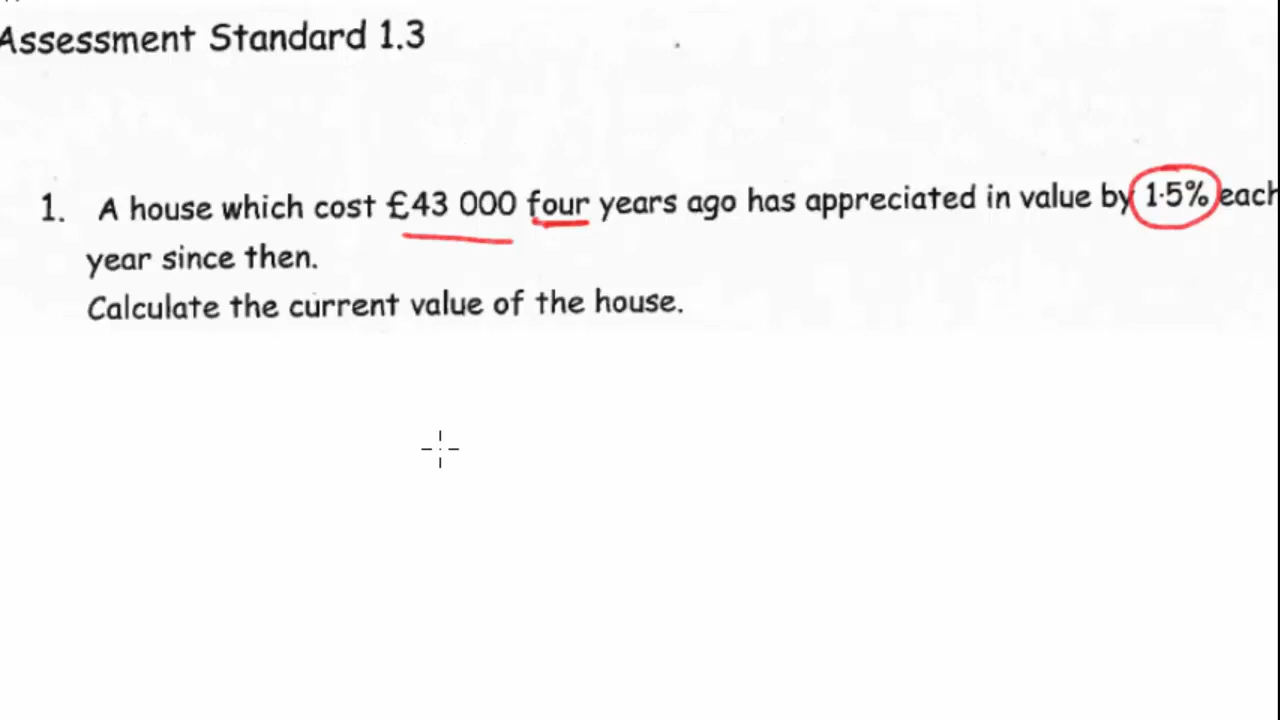 Assessment Standard 1.3
1. A house which cost £43 000 four years ago has appreciated in value by 1·5% each
year since then.
Calculate the current value of the house.